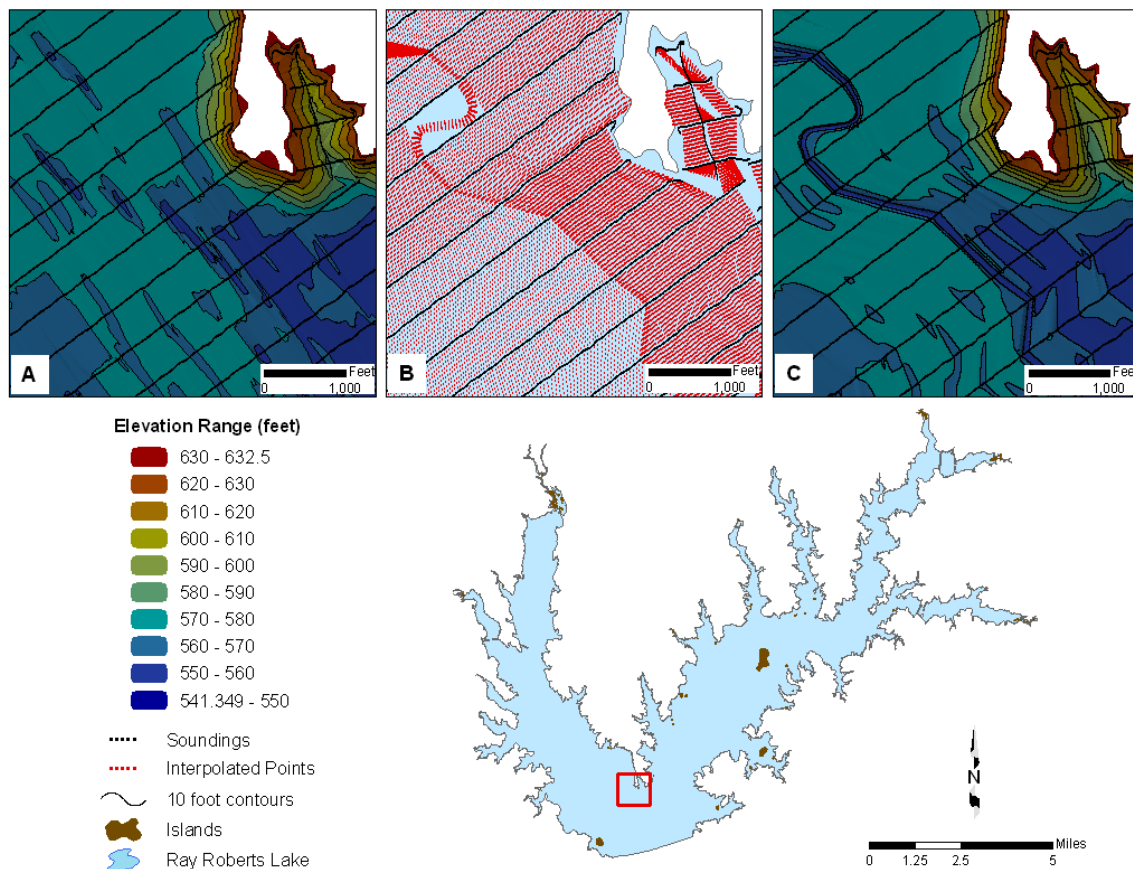 A
Feet
0
1,000
B
Feet
0
1,000
C
Feet
0
1,000
Elevation Range (feet)
630 - 632.5
620 - 630
610 - 620
600 - 610
590 - 600
580 - 590
570 - 580
560 - 570
550 - 560
541.349 - 550
Soundings
Interpolated Points
10 foot contours
Islands
Ray Roberts Lake
N
Miles
0 1.25 2.5 5